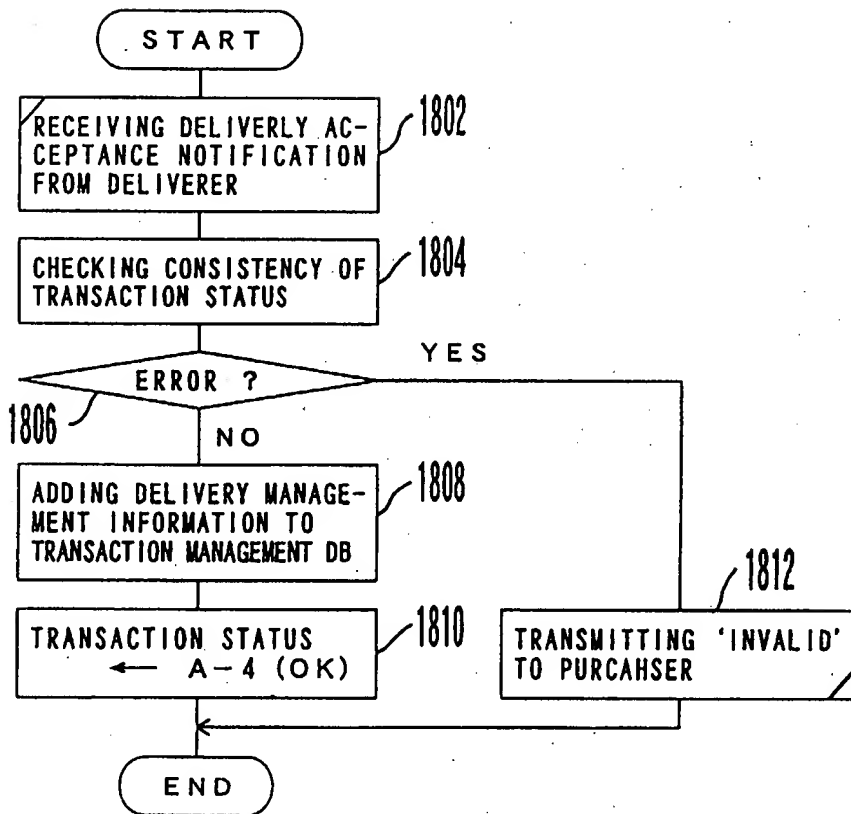 START
RECEIVING DELIVERLY AC-
CEPTANCE NOTIFICATION
FROM DELIVERER
1802
CHECKING CONSISTENCY OF
TRANSACTION STATUS
1804
ERROR ?
YES
1806
NO
ADDING DELIVERY MANAGE-
MENT INFORMATION TO
TRANSACTION MANAGEMENT DB
1808
TRANSACTION STATUS
← A-4 (OK)
1810
TRANSMITTING 'INVALID'
TO PURCAHSER
1812
END